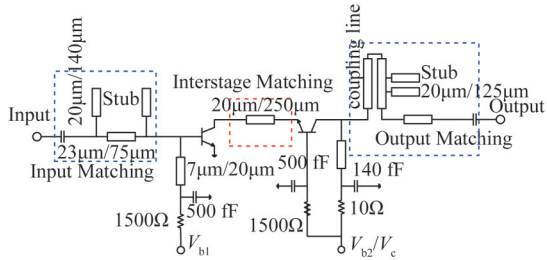 coupling line
20μm/140μm
Stub
Stub
Interstage Matching
20μm/250μm
20μm/125μm
Input
Output
23μm/75μm
Input Matching
Output Matching
7μm/20μm
500 fF
140 fF
500 fF
1500Ω
1500Ω
10Ω
Vb1
Vb2/Vc